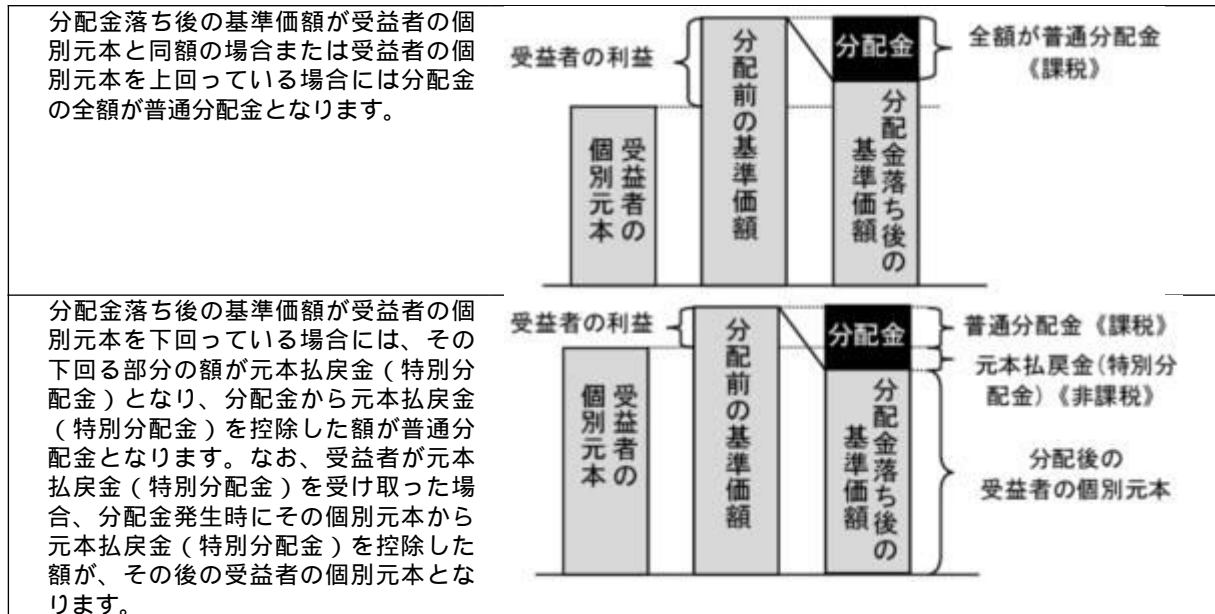 分配金落ち後の基準価額が受益者の個
別元本と同額の場合または受益者の個
別元本を上回っている場合には分配金
の全額が普通分配金となります。
受益者の利益
受益者の
個別元本
分配前の基準価額
分配金
分配金落ち後の
基準価額
全額が普通分配金
《課税》
分配金落ち後の基準価額が受益者の個
別元本を下回っている場合には、その
下回る部分の額が元本払戻金(特別分
配金)となり、分配金から元本払戻金
(特別分配金)を控除した額が普通分
配金となります。なお、受益者が元本
払戻金(特別分配金)を受け取った場
合、分配金発生時にその個別元本から
元本払戻金(特別分配金)を控除した
額が、その後の受益者の個別元本とな
ります。
受益者の利益
受益者の
個別元本
分配前の基準価額
分配金
分配金落ち後の
基準価額
普通分配金《課税》
元本払戻金(特別分
配金)《非課税》
分配後の
受益者の個別元本